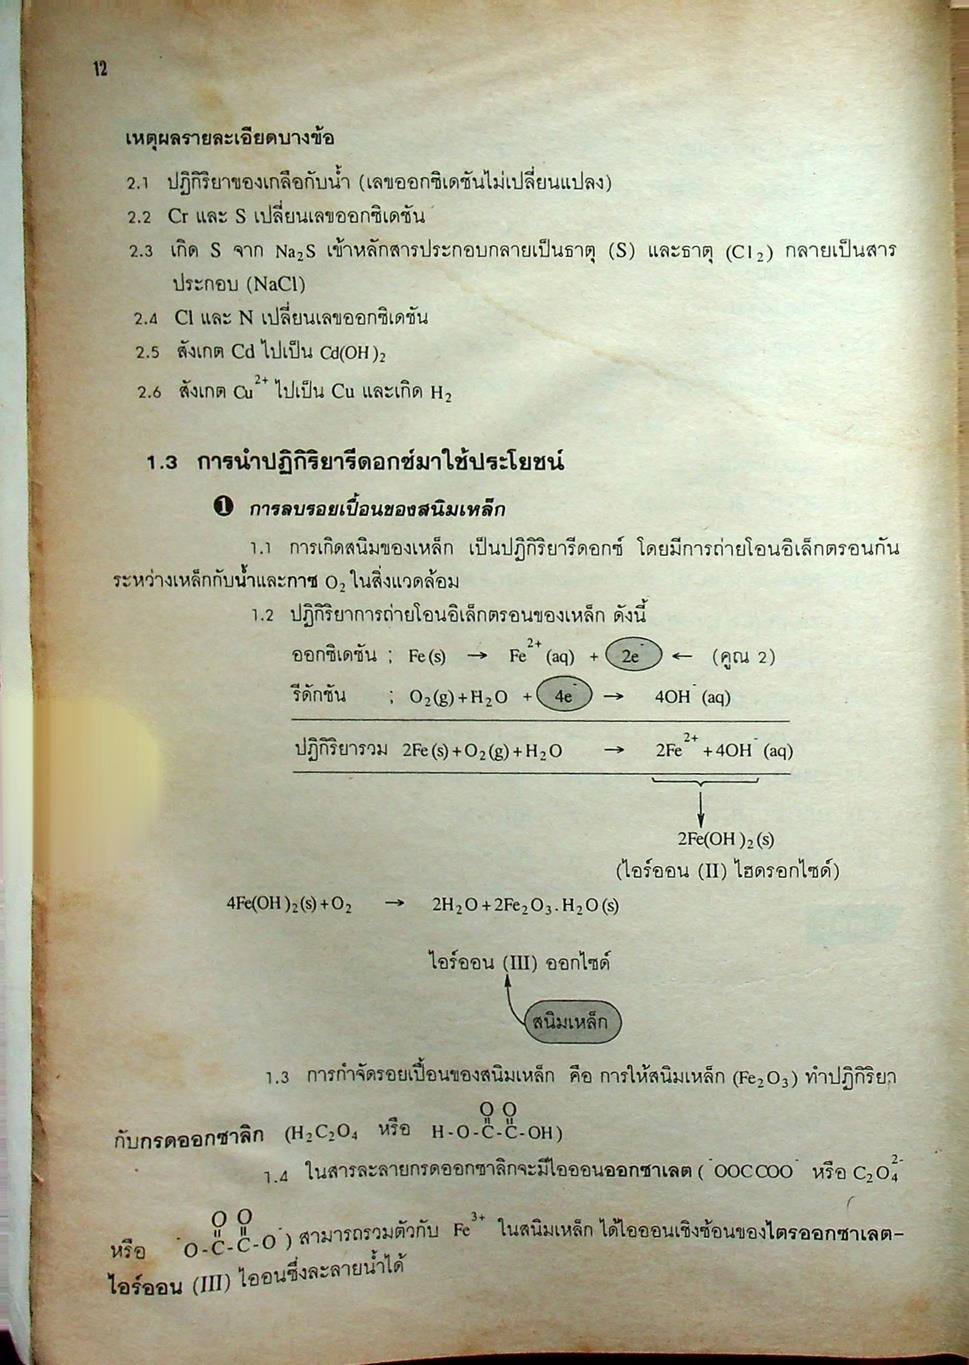 12
เหตุผลรายละเอียดบางข้อ
2.1 ปฏิกิริยาของเกลือกับน้ำ (เลขออกซิเดชันไม่เปลี่ยนแปลง)
2.2 Cr และ S เปลี่ยนเลขออกซิเดชัน
2.3 เกิด S จาก Na₂S เข้าหลักสารประกอบกลายเป็นธาตุ (S) และธาตุ (Cl₂) กลายเป็นสาร
ประกอบ (NaCl)
2.4 Cl และ N เปลี่ยนเลขออกซิเดชัน
2.5 สังเกต Cd ไปเป็น Cd(OH)₂
2.6 สังเกต Cu²⁺ ไปเป็น Cu และเกิด H₂
1.3 การนำปฏิกิริยารีดอกซ์มาใช้ประโยชน์
❶ การลบรอยเปื้อนของสนิมเหล็ก
1.1 การเกิดสนิมของเหล็ก เป็นปฏิกิริยารีดอกซ์ โดยมีการถ่ายโอนอิเล็กตรอนกัน
ระหว่างเหล็กกับน้ำและกาซ O₂ ในสิ่งแวดล้อม
1.2 ปฏิกิริยาการถ่ายโอนอิเล็กตรอนของเหล็ก ดังนี้
ออกซิเดชัน ; Fe(s) → Fe²⁺(aq) + 2e⁻ ← (คูณ 2)
รีดักชัน ; O₂(g)+H₂O + 4e⁻ → 4OH⁻(aq)
ปฏิกิริยารวม 2Fe(s)+O₂(g)+H₂O → 2Fe²⁺+4OH⁻(aq)
2Fe(OH)₂(s)
(ไอร์ออน (II) ไฮดรอกไซด์)
4Fe(OH)₂(s)+O₂ → 2H₂O+2Fe₂O₃.H₂O(s)
ไอร์ออน (III) ออกไซด์
สนิมเหล็ก
1.3 การกำจัดรอยเปื้อนของสนิมเหล็ก คือ การให้สนิมเหล็ก (Fe₂O₃) ทำปฏิกิริยา
O O
กับกรดออกซาลิก (H₂C₂O₄ หรือ H-O-C-C-OH)
1.4 ในสารละลายกรดออกซาลิกจะมีไอออนออกซาเลต (⁻OOCCOO⁻ หรือ C₂O₄²⁻
O O
หรือ ⁻O-C-C-O⁻) สามารถรวมตัวกับ Fe³⁺ ในสนิมเหล็ก ได้ไอออนเชิงซ้อนของไตรออกซาเลต-
ไอร์ออน (III) ไอออนซึ่งละลายน้ำได้